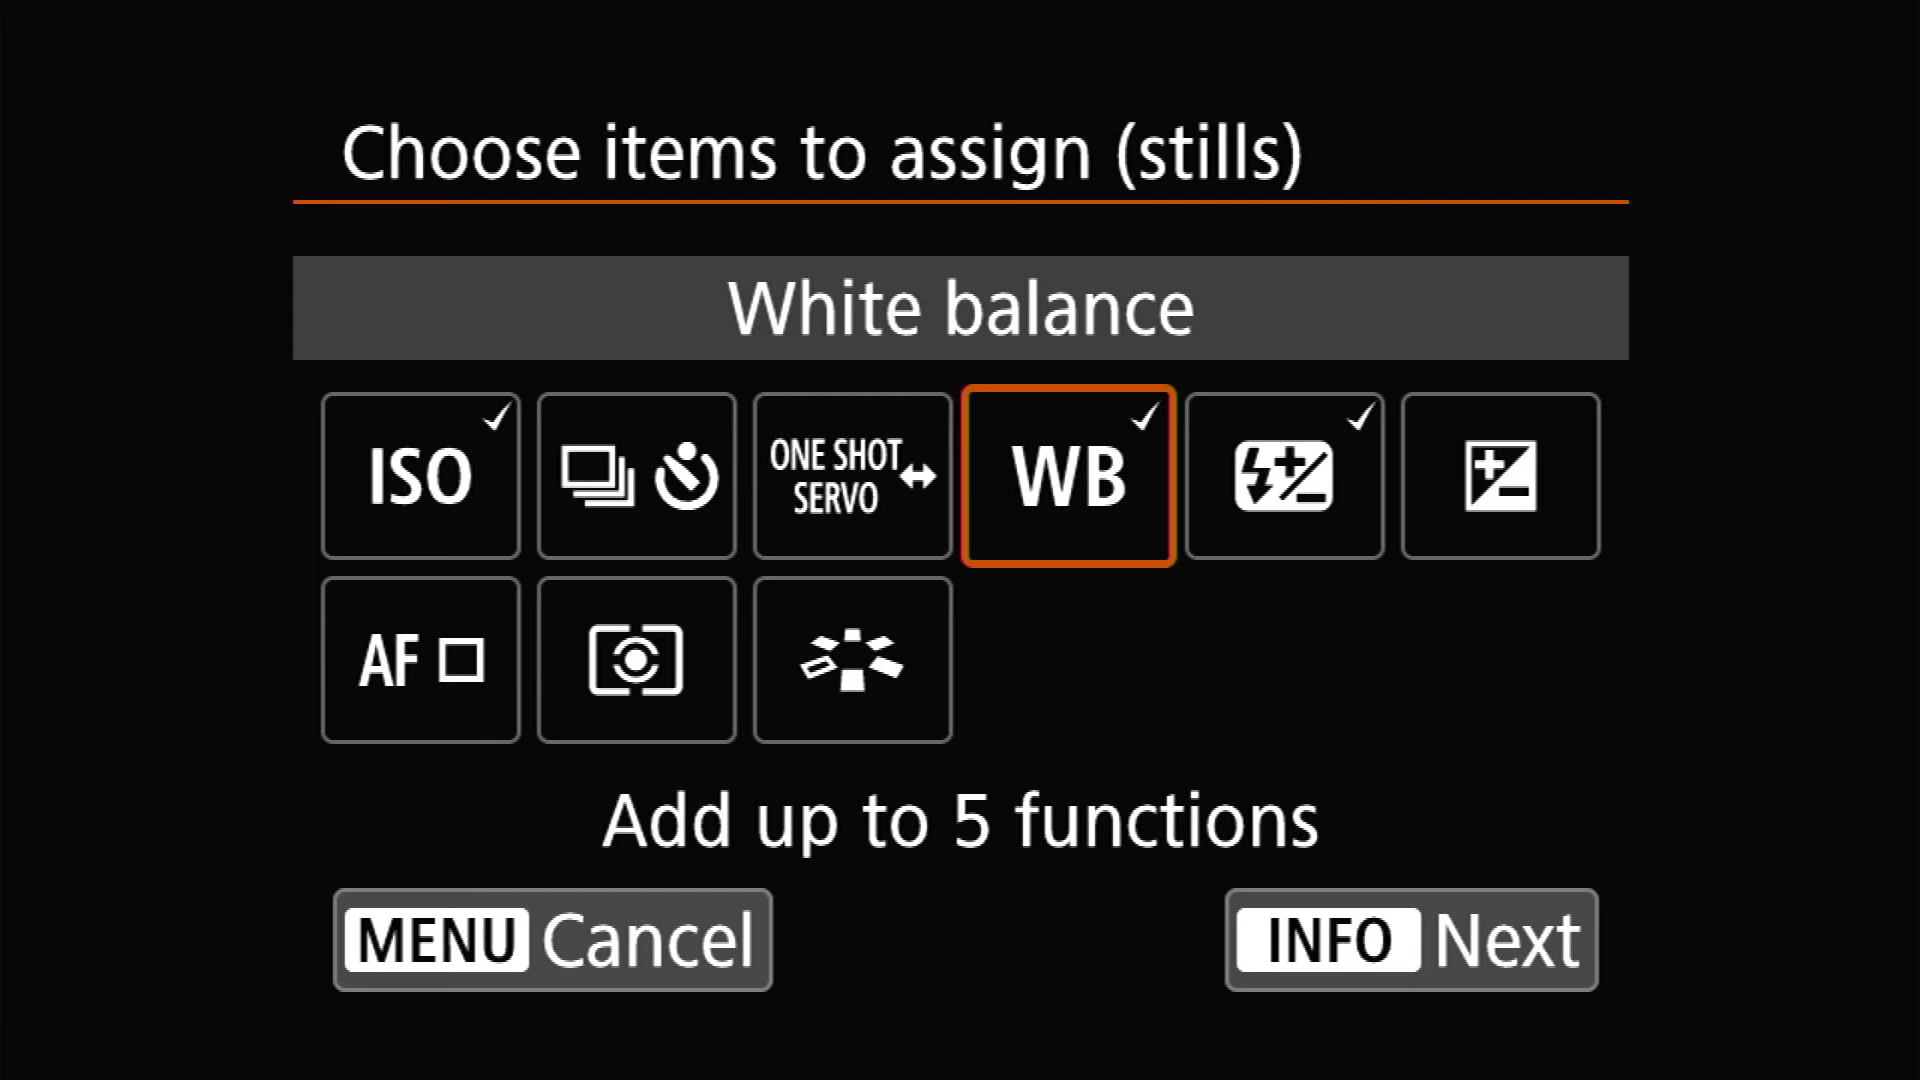 Choose items to assign (stills)
White balance
ISO
ONE SHOT
SERVO
WB
AF
Add up to 5 functions
MENU Cancel
INFO Next